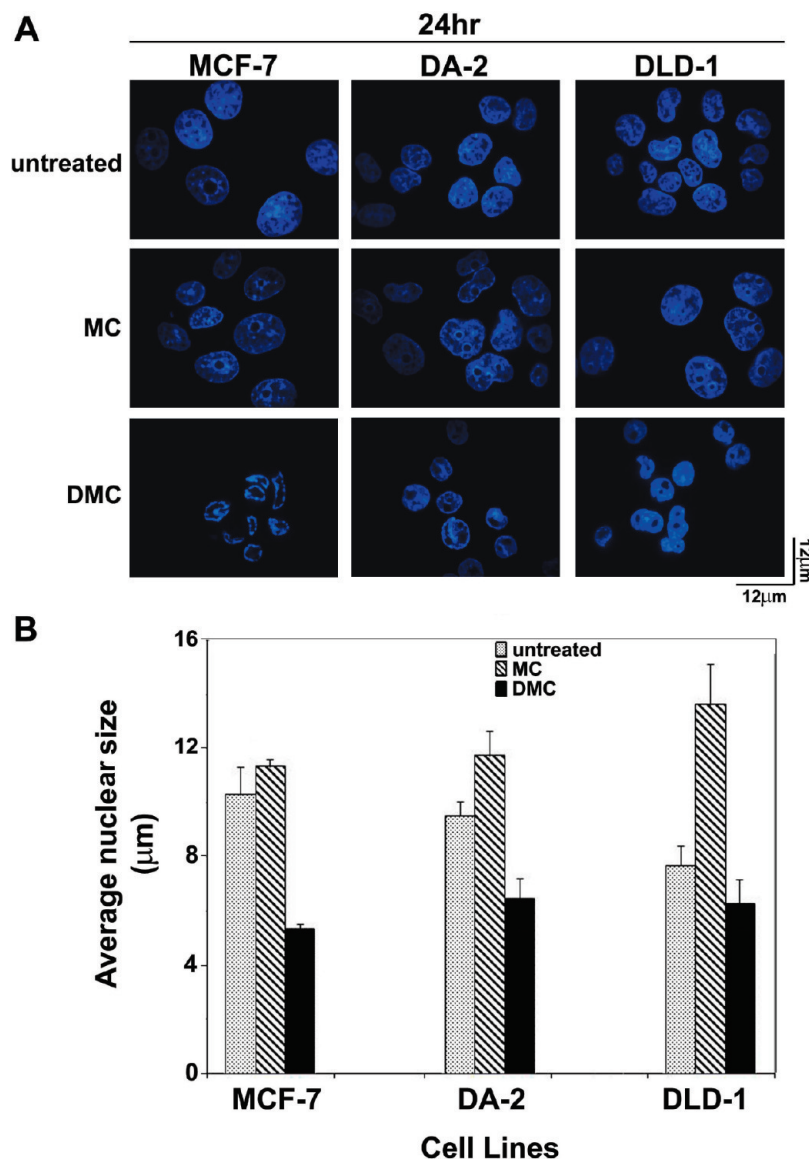 A
24hr
MCF-7 DA-2 DLD-1
untreated
MC
DMC
12μm
12μm
B
untreated
MC
DMC
16
12
8
4
0
Average nuclear size
(μm)
MCF-7 DA-2 DLD-1
Cell Lines